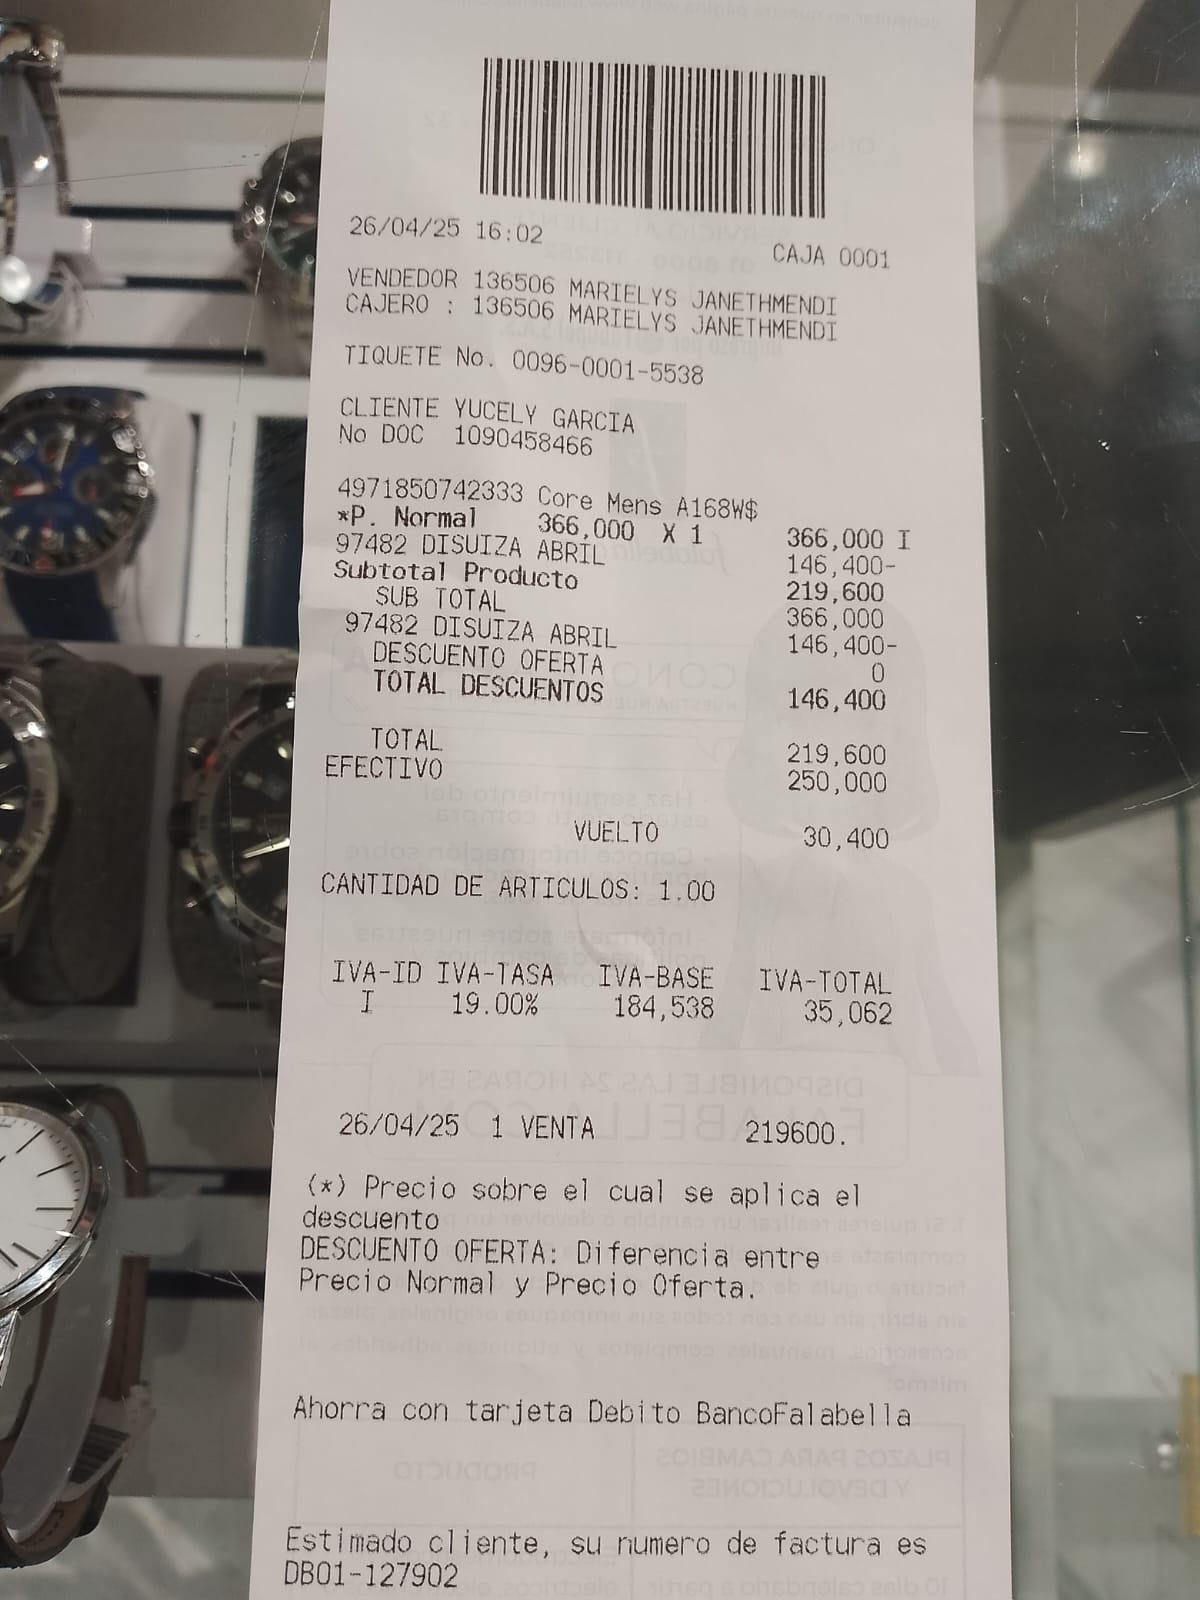 26/04/25 16:02 CAJA 0001
VENDEDOR 136506 MARIELYS JANETHMENDI
CAJERO : 136506 MARIELYS JANETHMENDI
TIQUETE No. 0096-0001-5538
CLIENTE YUCELY GARCIA
No DOC 1090458466
4971850742333 Core Mens A168W$
*P. Normal 366,000 X 1 366,000 I
97482 DISUIZA ABRIL 146,400-
Subtotal Producto 219,600
SUB TOTAL 366,000
97482 DISUIZA ABRIL 146,400-
DESCUENTO OFERTA 0
TOTAL DESCUENTOS 146,400
TOTAL 219,600
EFECTIVO 250,000
VUELTO 30,400
CANTIDAD DE ARTICULOS: 1.00
IVA-ID IVA-TASA IVA-BASE IVA-TOTAL
I 19.00% 184,538 35,062
26/04/25 1 VENTA 219600.
(*) Precio sobre el cual se aplica el
descuento
DESCUENTO OFERTA: Diferencia entre
Precio Normal y Precio Oferta.
Ahorra con tarjeta Debito BancoFalabella
Estimado cliente, su numero de factura es
DB01-127902